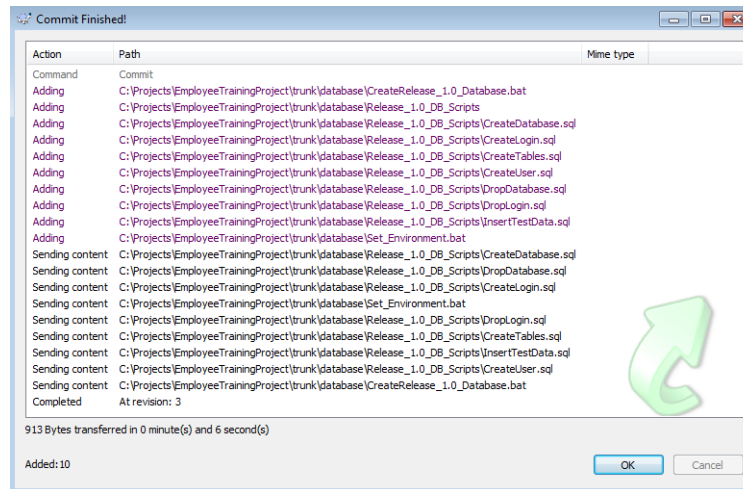 Commit Finished!
Action Path Mime type
Command Commit
Adding C:\Projects\EmployeeTrainingProject\trunk\database\CreateRelease_1.0_Database.bat
Adding C:\Projects\EmployeeTrainingProject\trunk\database\Release_1.0_DB_Scripts
Adding C:\Projects\EmployeeTrainingProject\trunk\database\Release_1.0_DB_Scripts\CreateDatabase.sql
Adding C:\Projects\EmployeeTrainingProject\trunk\database\Release_1.0_DB_Scripts\CreateLogin.sql
Adding C:\Projects\EmployeeTrainingProject\trunk\database\Release_1.0_DB_Scripts\CreateTables.sql
Adding C:\Projects\EmployeeTrainingProject\trunk\database\Release_1.0_DB_Scripts\CreateUser.sql
Adding C:\Projects\EmployeeTrainingProject\trunk\database\Release_1.0_DB_Scripts\DropDatabase.sql
Adding C:\Projects\EmployeeTrainingProject\trunk\database\Release_1.0_DB_Scripts\DropLogin.sql
Adding C:\Projects\EmployeeTrainingProject\trunk\database\Release_1.0_DB_Scripts\InsertTestData.sql
Adding C:\Projects\EmployeeTrainingProject\trunk\database\Set_Environment.bat
Sending content C:\Projects\EmployeeTrainingProject\trunk\database\Release_1.0_DB_Scripts\CreateDatabase.sql
Sending content C:\Projects\EmployeeTrainingProject\trunk\database\Release_1.0_DB_Scripts\DropDatabase.sql
Sending content C:\Projects\EmployeeTrainingProject\trunk\database\Release_1.0_DB_Scripts\CreateLogin.sql
Sending content C:\Projects\EmployeeTrainingProject\trunk\database\Set_Environment.bat
Sending content C:\Projects\EmployeeTrainingProject\trunk\database\Release_1.0_DB_Scripts\DropLogin.sql
Sending content C:\Projects\EmployeeTrainingProject\trunk\database\Release_1.0_DB_Scripts\CreateTables.sql
Sending content C:\Projects\EmployeeTrainingProject\trunk\database\Release_1.0_DB_Scripts\InsertTestData.sql
Sending content C:\Projects\EmployeeTrainingProject\trunk\database\Release_1.0_DB_Scripts\CreateUser.sql
Sending content C:\Projects\EmployeeTrainingProject\trunk\database\CreateRelease_1.0_Database.bat
Completed At revision: 3
913 Bytes transferred in 0 minute(s) and 6 second(s)
Added:10
OK Cancel